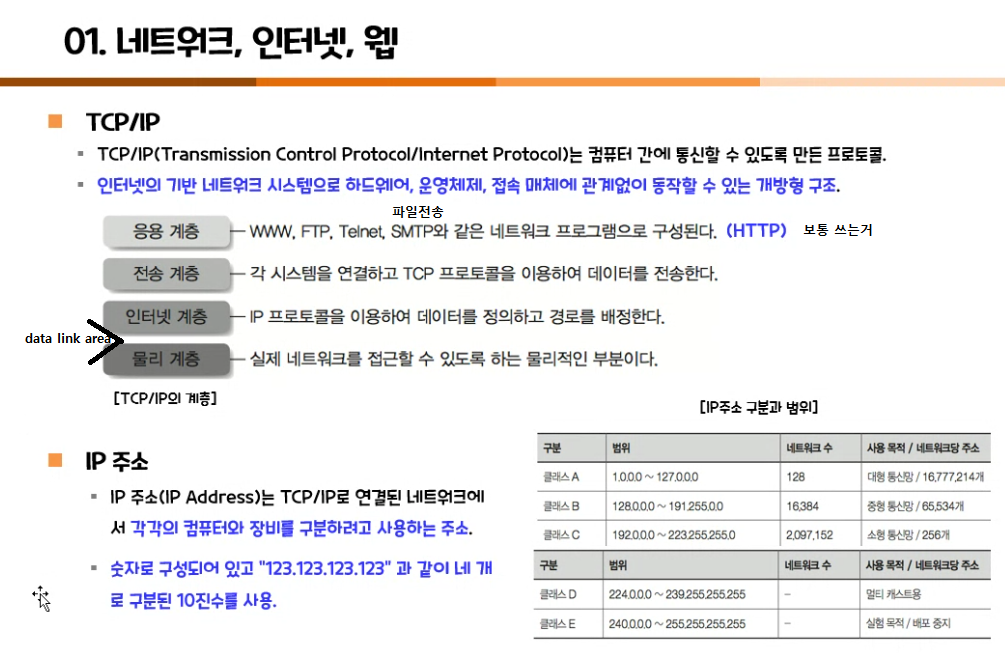 01. 네트워크, 인터넷, 웹
TCP/IP
TCP/IP(Transmission Control Protocol/Internet Protocol)는 컴퓨터 간에 통신할 수 있도록 만든 프로토콜.
인터넷의 기반 네트워크 시스템으로 하드웨어, 운영체제, 접속 매체에 관계없이 동작할 수 있는 개방형 구조.
파일전송
응용 계층 WWW, FTP, Telnet, SMTP와 같은 네트워크 프로그램으로 구성된다. (HTTP) 보통 쓰는거
전송 계층 각 시스템을 연결하고 TCP 프로토콜을 이용하여 데이터를 전송한다.
인터넷 계층 IP 프로토콜을 이용하여 데이터를 정의하고 경로를 배정한다.
data link area
물리 계층 실제 네트워크를 접근할 수 있도록 하는 물리적인 부분이다.
[TCP/IP의 계층]
IP 주소
IP 주소(IP Address)는 TCP/IP로 연결된 네트워크에
서 각각의 컴퓨터와 장비를 구분하려고 사용하는 주소.
숫자로 구성되어 있고 "123.123.123.123" 과 같이 네 개
로 구분된 10진수를 사용.
[IP주소 구분과 범위]
구분 범위 네트워크 수 사용 목적 / 네트워크당 주소
클래스 A 1.0.0.0 ~ 127.0.0.0 128 대형 통신망 / 16,777,214개
클래스 B 128.0.0.0 ~ 191.255.0.0 16,384 중형 통신망 / 65,534개
클래스 C 192.0.0.0 ~ 223.255.255.0 2,097,152 소형 통신망 / 256개
구분 범위 네트워크 수 사용 목적 / 네트워크당 주소
클래스 D 224.0.0.0 ~ 239.255.255.255 – 멀티 캐스트용
클래스 E 240.0.0.0 ~ 255.255.255.255 – 실험 목적 / 배포 중지